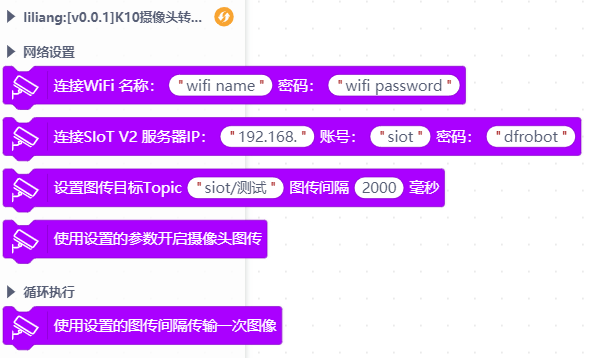 liliang:[v0.0.1]K10摄像头转...
网络设置
连接WiFi 名称: "wifi name" 密码: "wifi password"
连接SIoT V2 服务器IP: "192.168." 账号: "siot" 密码: "dfrobot"
设置图传目标Topic "siot/测试" 图传间隔 2000 毫秒
使用设置的参数开启摄像头图传
循环执行
使用设置的图传间隔传输一次图像